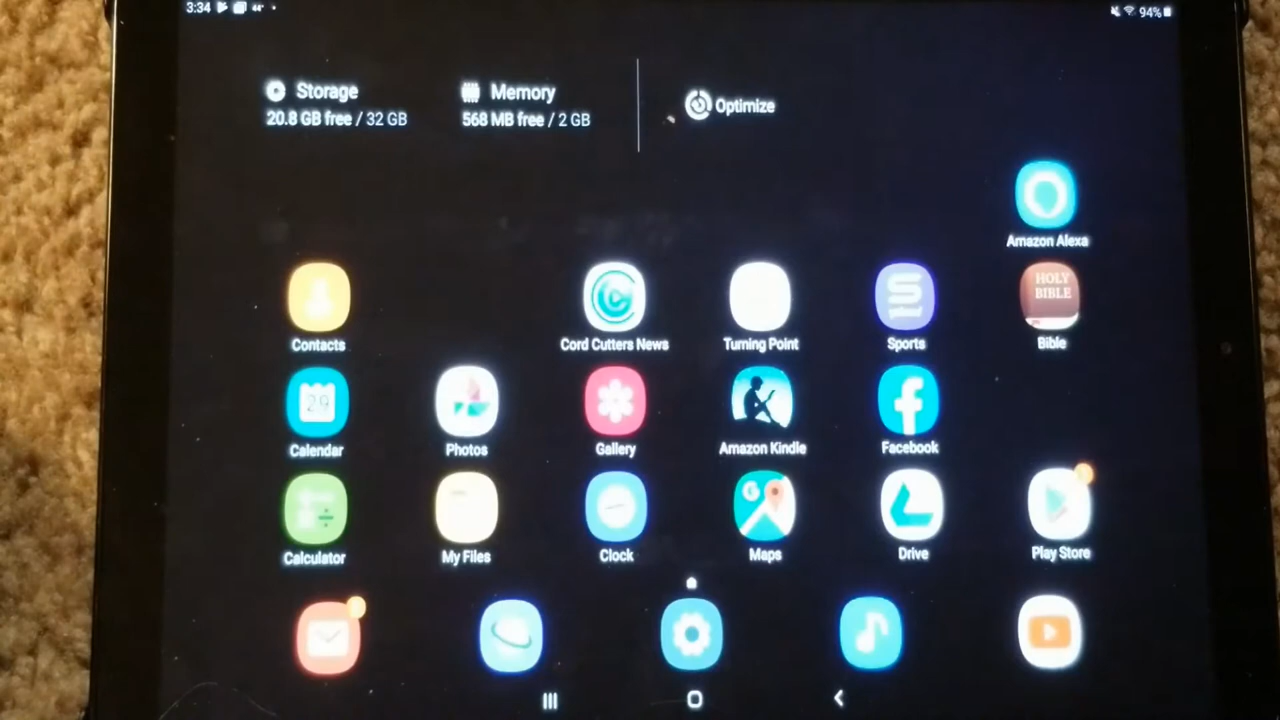 3:34
94%
Storage
20.8 GB free / 32 GB
Memory
568 MB free / 2 GB
Optimize
Amazon Alexa
HOLY
BIBLE
Contacts
Cord Cutters News
Turning Point
Sports
Bible
29
Calendar
Photos
Gallery
Amazon Kindle
Facebook
G
Calculator
My Files
Clock
Maps
Drive
Play Store